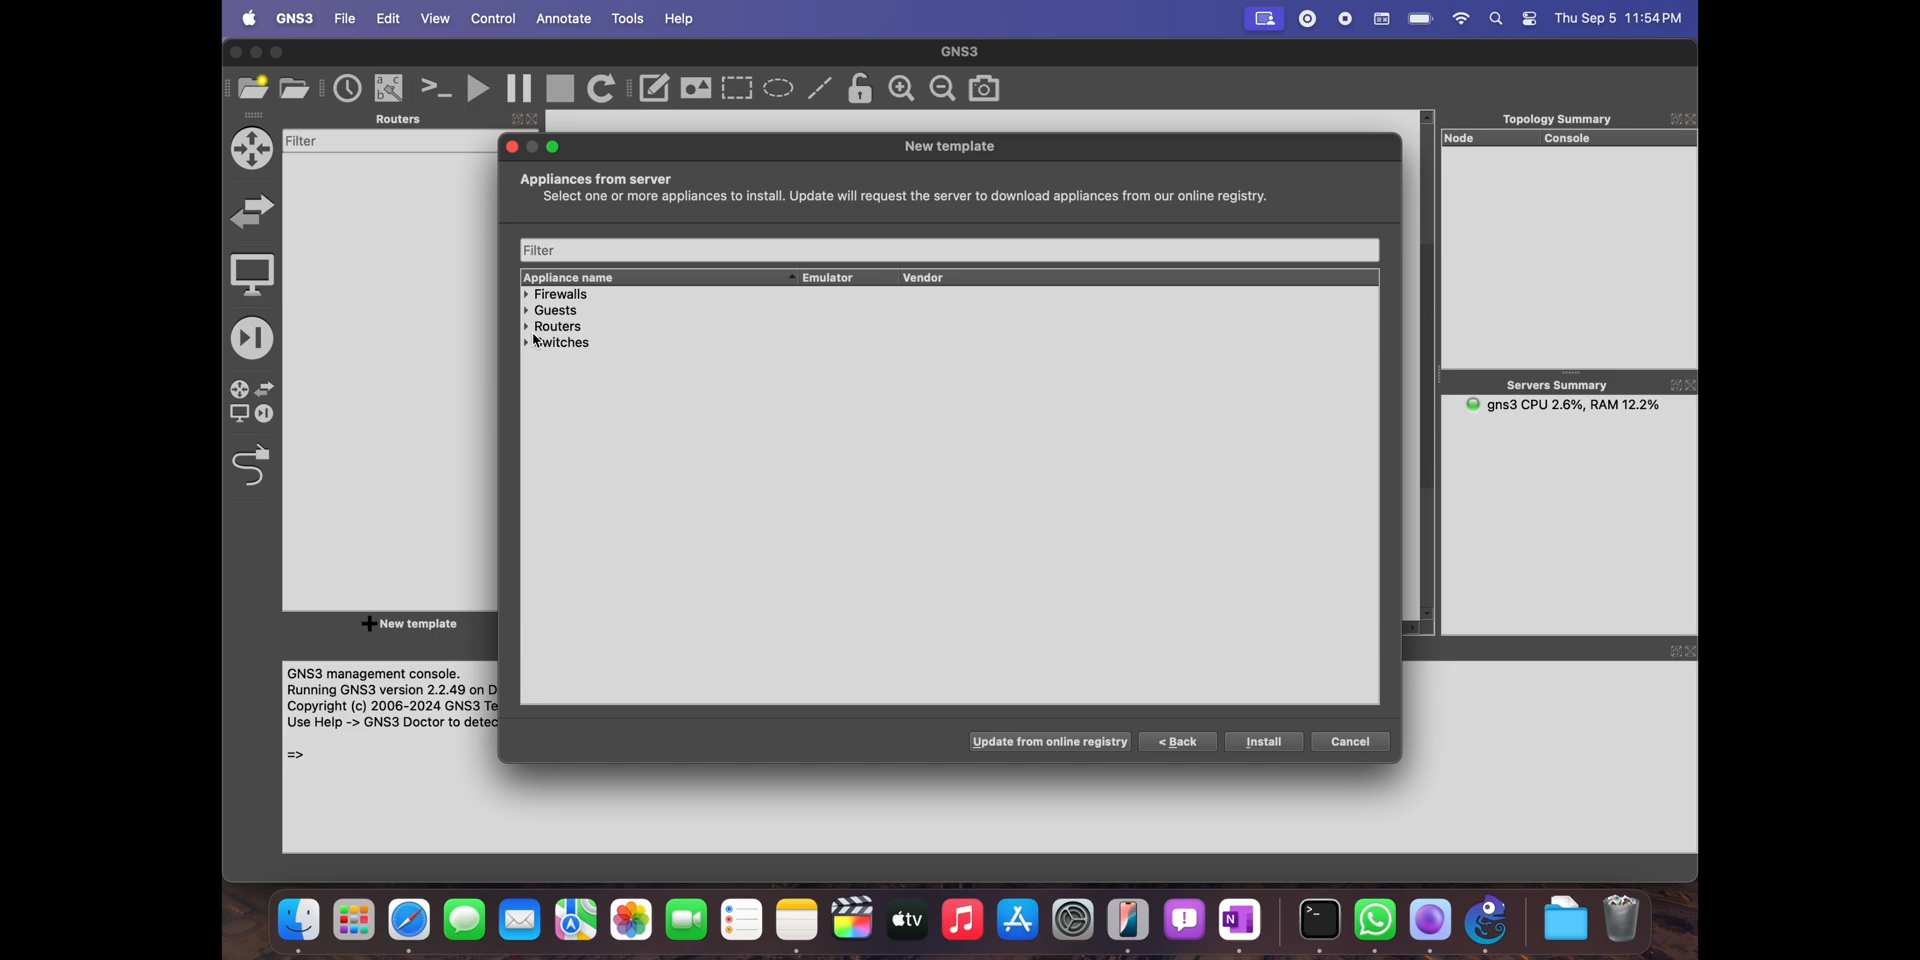 GNS3 File Edit View Control Annotate Tools Help
Thu Sep 5 11:54 PM
GNS3
Routers
Filter
Topology Summary
Node Console
New template
Appliances from server
Select one or more appliances to install. Update will request the server to download appliances from our online registry.
Filter
Appliance name Emulator Vendor
Firewalls
Guests
Routers
Switches
Servers Summary
gns3 CPU 2.6%, RAM 12.2%
New template
GNS3 management console.
Running GNS3 version 2.2.49 on D
Copyright (c) 2006-2024 GNS3 Te
Use Help -> GNS3 Doctor to detec
=>
Update from online registry < Back Install Cancel
tv
N